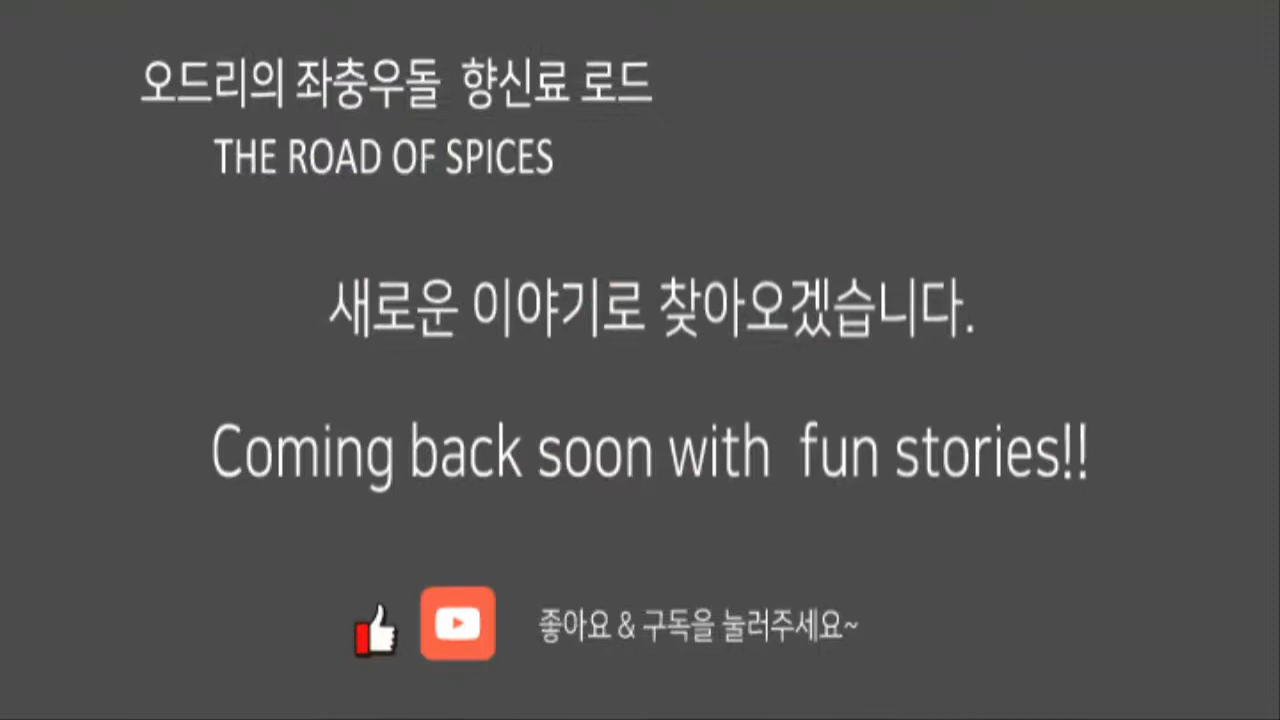 오드리의 좌충우돌 향신료 로드
THE ROAD OF SPICES
새로운 이야기로 찾아오겠습니다.
Coming back soon with fun stories!!
좋아요 & 구독을 눌러주세요~